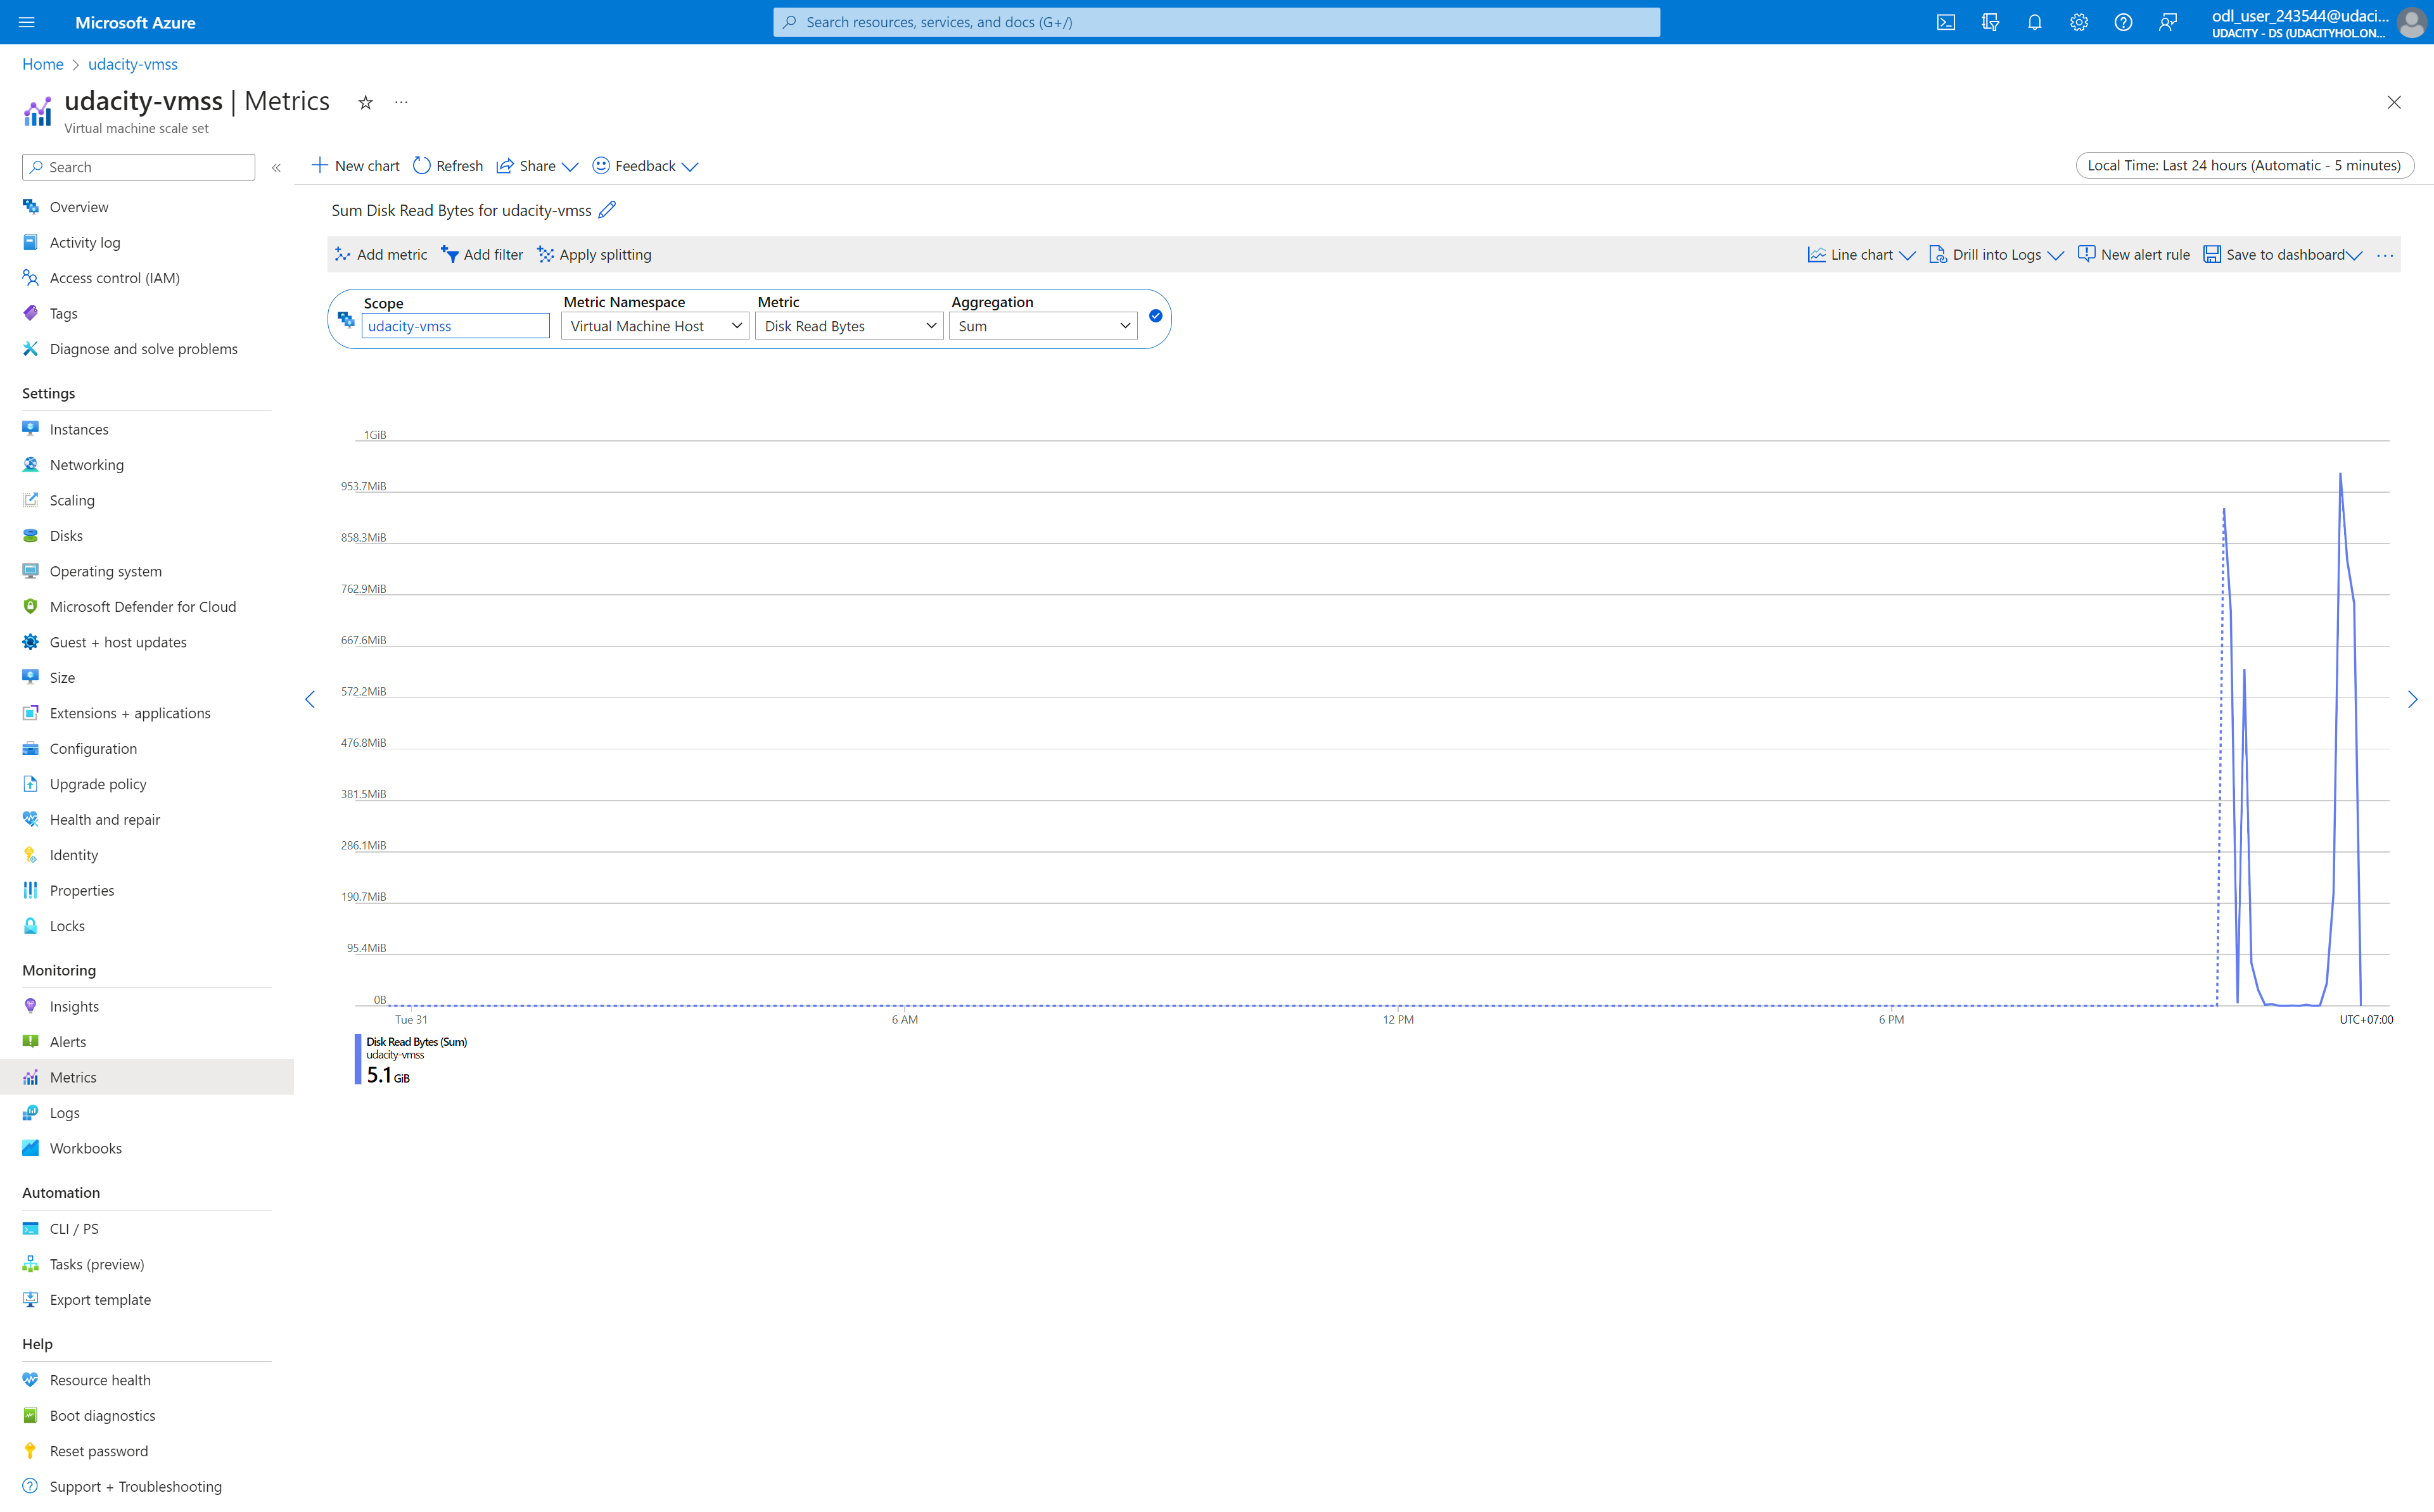 Microsoft Azure
Search resources, services, and docs (G+/)
odl_user_243544@udaci...
UDACITY - DS (UDACITYHOL.ON...
Home > udacity-vmss
udacity-vmss | Metrics
Virtual machine scale set
Search
New chart
Refresh
Share
Feedback
Local Time: Last 24 hours (Automatic - 5 minutes)
Overview
Activity log
Access control (IAM)
Tags
Diagnose and solve problems
Settings
Instances
Networking
Scaling
Disks
Operating system
Microsoft Defender for Cloud
Guest + host updates
Size
Extensions + applications
Configuration
Upgrade policy
Health and repair
Identity
Properties
Locks
Monitoring
Insights
Alerts
Metrics
Logs
Workbooks
Automation
CLI / PS
Tasks (preview)
Export template
Help
Resource health
Boot diagnostics
Reset password
Support + Troubleshooting
Sum Disk Read Bytes for udacity-vmss
Add metric
Add filter
Apply splitting
Line chart
Drill into Logs
New alert rule
Save to dashboard
Scope
udacity-vmss
Metric Namespace
Virtual Machine Host
Metric
Disk Read Bytes
Aggregation
Sum
1GiB
953.7MiB
858.3MiB
762.9MiB
667.6MiB
572.2MiB
476.8MiB
381.5MiB
286.1MiB
190.7MiB
95.4MiB
0B
Tue 31
6 AM
12 PM
6 PM
UTC+07:00
Disk Read Bytes (Sum)
udacity-vmss
5.1 GiB